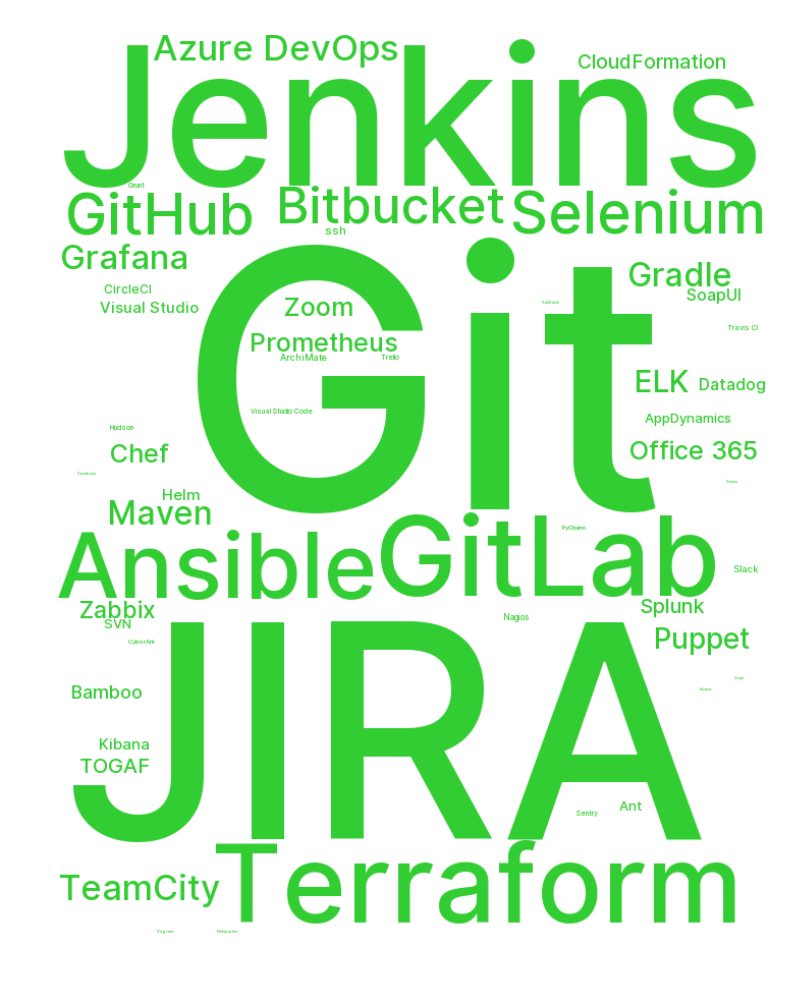 Azure DevOps
CloudFormation
Jenkins
Grunt
GitHub
Bitbucket
Selenium
ssh
Grafana
Git
Gradle
CircleCI
SoapUI
Visual Studio
Zoom
Travis CI
Prometheus
ArchiMate
Trello
ELK
Datadog
Visual Studio Code
AppDynamics
Hudson
Chef
Office 365
Helm
Maven
PyCharm
Ansible
GitLab
Slack
Zabbix
Splunk
SVN
Nagios
CyberArk
Puppet
JIRA
Bamboo
Kibana
TOGAF
Ant
Sentry
Terraform
TeamCity
Vagrant